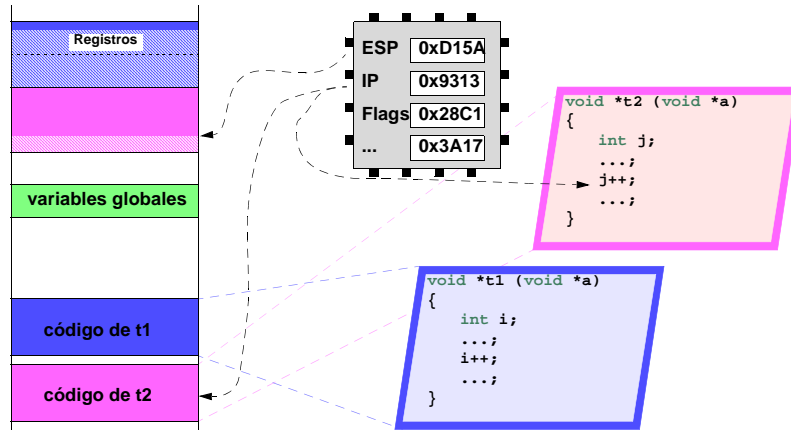 Registros
ESP 0xD15A
IP 0x9313
Flags 0x28C1
... 0x3A17
void *t2 (void *a)
{
int j;
...;
j++;
...;
}
variables globales
void *t1 (void *a)
{
int i;
...;
i++;
...;
}
código de t1
código de t2